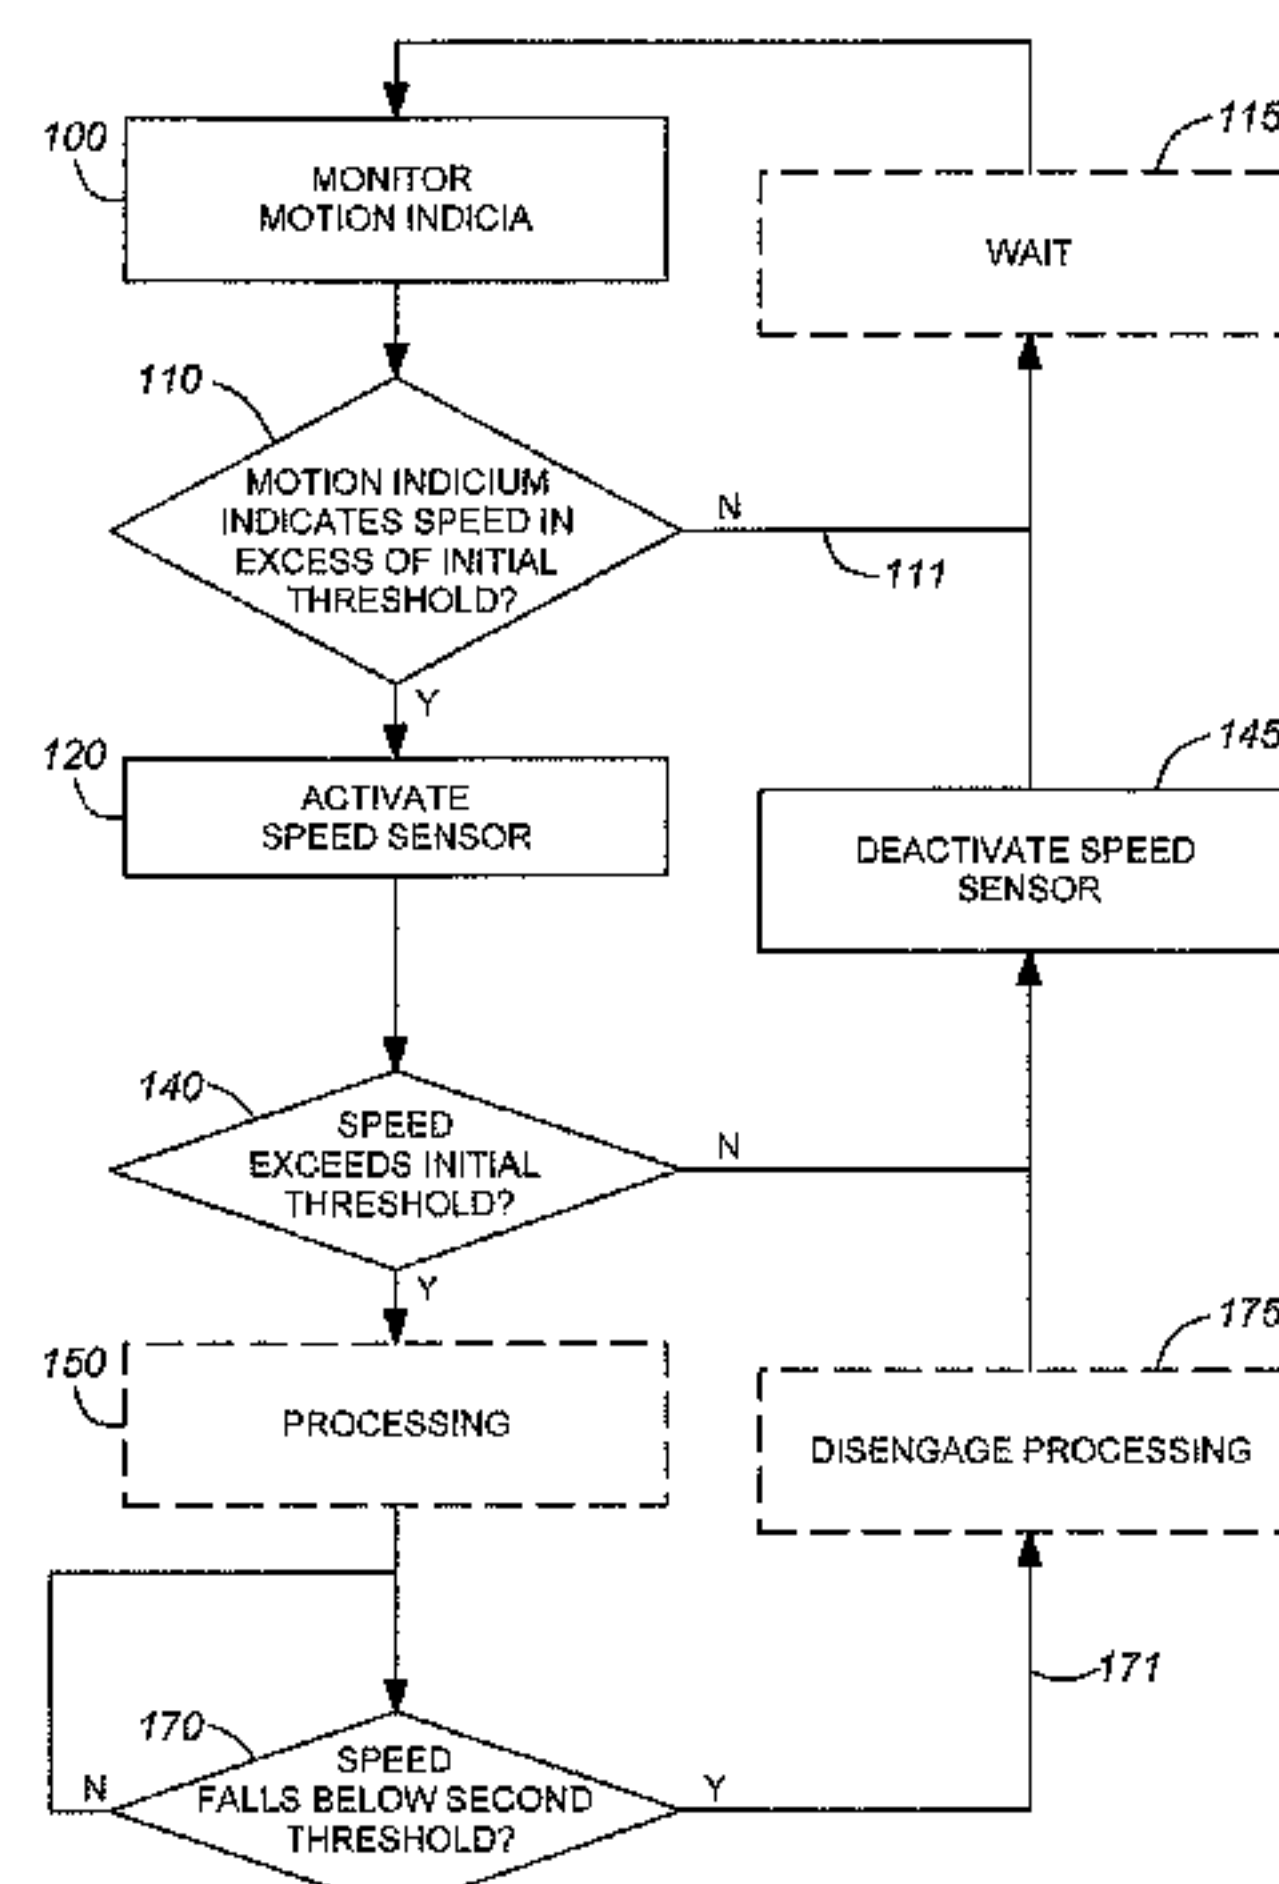 100
MONITOR
MOTION INDICIA
115
WAIT
110
MOTION INDICIUM
INDICATES SPEED IN
EXCESS OF INITIAL
THRESHOLD?
N
111
Y
120
ACTIVATE
SPEED SENSOR
145
DEACTIVATE SPEED
SENSOR
140
SPEED
EXCEEDS INITIAL
THRESHOLD?
N
Y
150
PROCESSING
175
DISENGAGE PROCESSING
171
170
SPEED
FALLS BELOW SECOND
THRESHOLD?
N
Y